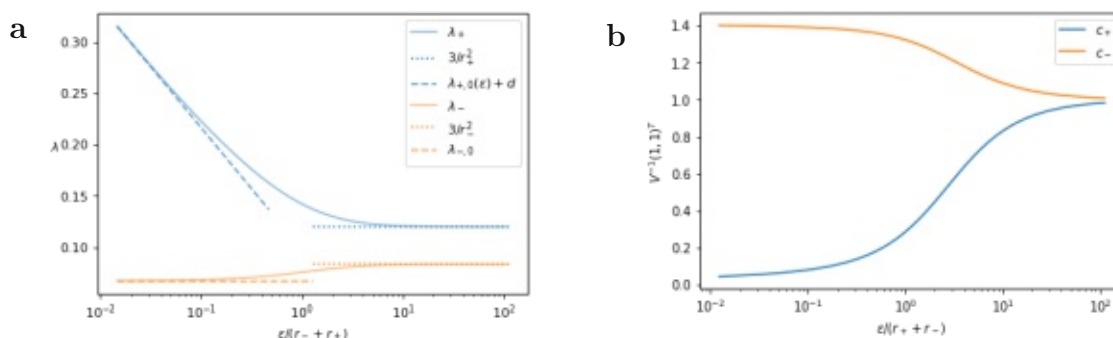 a
0.30
0.25
0.20
0.15
0.10
λ
10⁻²
10⁻¹
10⁰
10¹
10²
ε/(r₋ + r₊)
λ₊
3/r₊²
λ₊,₀(ε) + d
λ₋
3/r₋²
λ₋,₀
b
1.4
1.2
1.0
0.8
0.6
0.4
0.2
0.0
V⁻¹(1, 1)ᵀ
10⁻²
10⁻¹
10⁰
10¹
10²
ε/(r₊ + r₋)
c₊
c₋